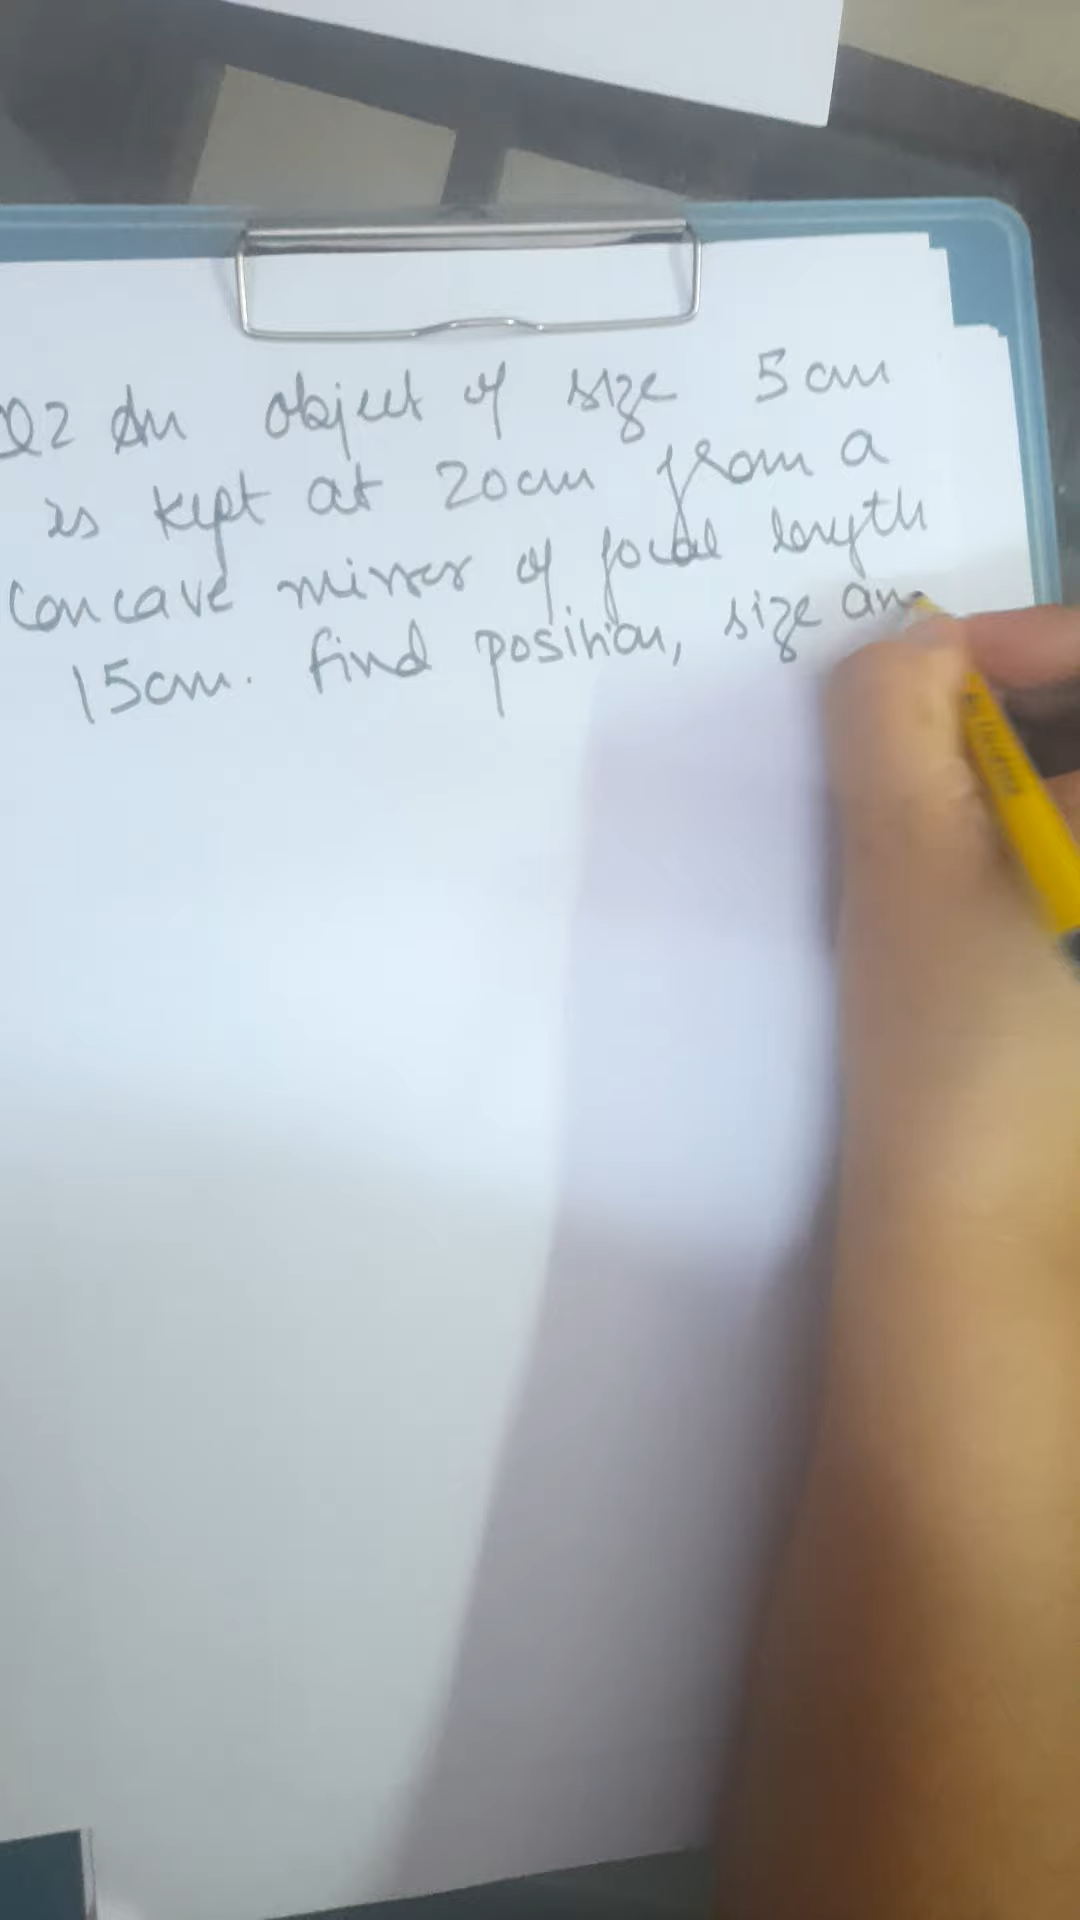 Q2 An object of size 5cm
is kept at 20cm from a
Concave mirror of focal length
15cm. find position, size an